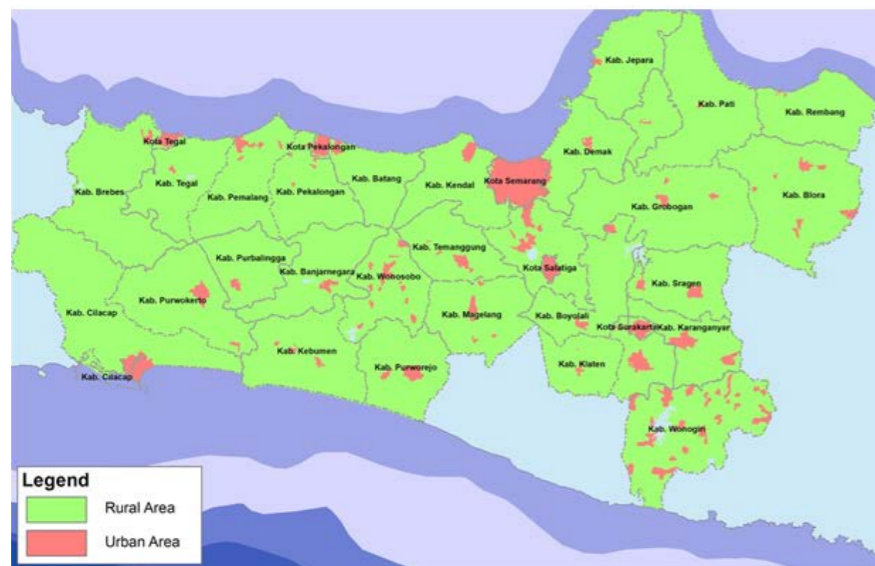 Kab. Jepara
Kab. Pati
Kab. Rembang
Kota Tegal
Kota Pekalongan
Kab. Demak
Kab. Brebes
Kab. Tegal
Kab. Pemalang
Kab. Pekalongan
Kab. Batang
Kab. Kendal
Kota Semarang
Kab. Grobogan
Kab. Blora
Kab. Purbalingga
Kab. Banjarnegara
Kab. Wonosobo
Kab. Temanggung
Kota Salatiga
Kab. Cilacap
Kab. Purwokerto
Kab. Sragen
Kab. Magelang
Kab. Boyolali
Kota Surakarta
Kab. Karanganyar
Kab. Kebumen
Kab. Purworejo
Kab. Klaten
Kab. Cilacap
Kab. Wonogiri
Legend
Rural Area
Urban Area